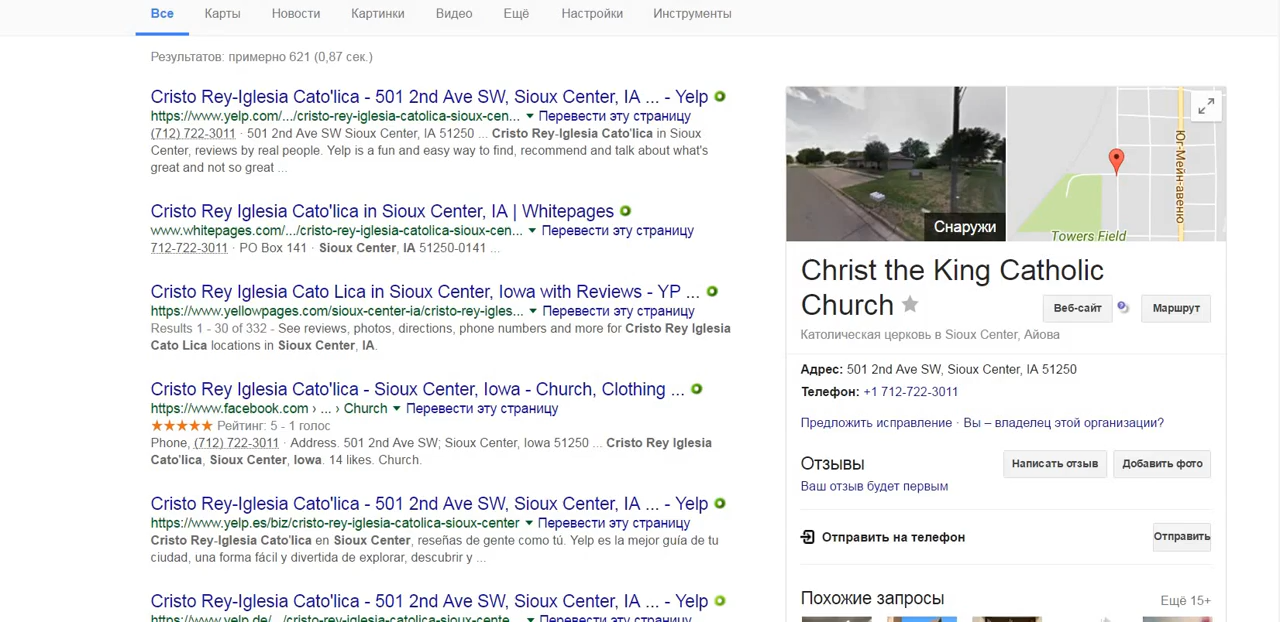 Все Карты Новости Картинки Видео Ещё Настройки Инструменты
Результатов: примерно 621 (0,87 сек.)
Cristo Rey-Iglesia Cato'lica - 501 2nd Ave SW, Sioux Center, IA ... - Yelp
https://www.yelp.com/.../cristo-rey-iglesia-catolica-sioux-cen... Перевести эту страницу
(712) 722-3011 · 501 2nd Ave SW Sioux Center, IA 51250 ... Cristo Rey-Iglesia Cato'lica in Sioux
Center, reviews by real people. Yelp is a fun and easy way to find, recommend and talk about what's
great and not so great ...
Cristo Rey Iglesia Cato'lica in Sioux Center, IA | Whitepages
www.whitepages.com/.../cristo-rey-iglesia-catolica-sioux-cen... Перевести эту страницу
712-722-3011 · PO Box 141 · Sioux Center, IA 51250-0141 ...
Cristo Rey Iglesia Cato Lica in Sioux Center, Iowa with Reviews - YP ...
https://www.yellowpages.com/sioux-center-ia/cristo-rey-igles... Перевести эту страницу
Results 1 - 30 of 332 - See reviews, photos, directions, phone numbers and more for Cristo Rey Iglesia
Cato Lica locations in Sioux Center, IA.
Cristo Rey Iglesia Cato'lica - Sioux Center, Iowa - Church, Clothing ...
https://www.facebook.com › ... › Church Перевести эту страницу
★★★★★ Рейтинг: 5 - 1 голос
Phone, (712) 722-3011 · Address. 501 2nd Ave SW; Sioux Center, Iowa 51250 ... Cristo Rey Iglesia
Cato'lica, Sioux Center, Iowa. 14 likes. Church.
Cristo Rey-Iglesia Cato'lica - 501 2nd Ave SW, Sioux Center, IA ... - Yelp
https://www.yelp.es/biz/cristo-rey-iglesia-catolica-sioux-center Перевести эту страницу
Cristo Rey-Iglesia Cato'lica en Sioux Center, reseñas de gente como tú. Yelp es la mejor guía de tu
ciudad, una forma fácil y divertida de explorar, descubrir y ...
Cristo Rey-Iglesia Cato'lica - 501 2nd Ave SW, Sioux Center, IA ... - Yelp
https://www.yelp.de/.../cristo-rey-iglesia-catolica-sioux-cente... Перевести эту страницу
Снаружи
Юг-Мейн-авеню
Towers Field
Christ the King Catholic
Church
Веб-сайт Маршрут
Католическая церковь в Sioux Center, Айова
Адрес: 501 2nd Ave SW, Sioux Center, IA 51250
Телефон: +1 712-722-3011
Предложить исправление · Вы – владелец этой организации?
Отзывы
Написать отзыв Добавить фото
Ваш отзыв будет первым
Отправить на телефон Отправить
Похожие запросы Ещё 15+